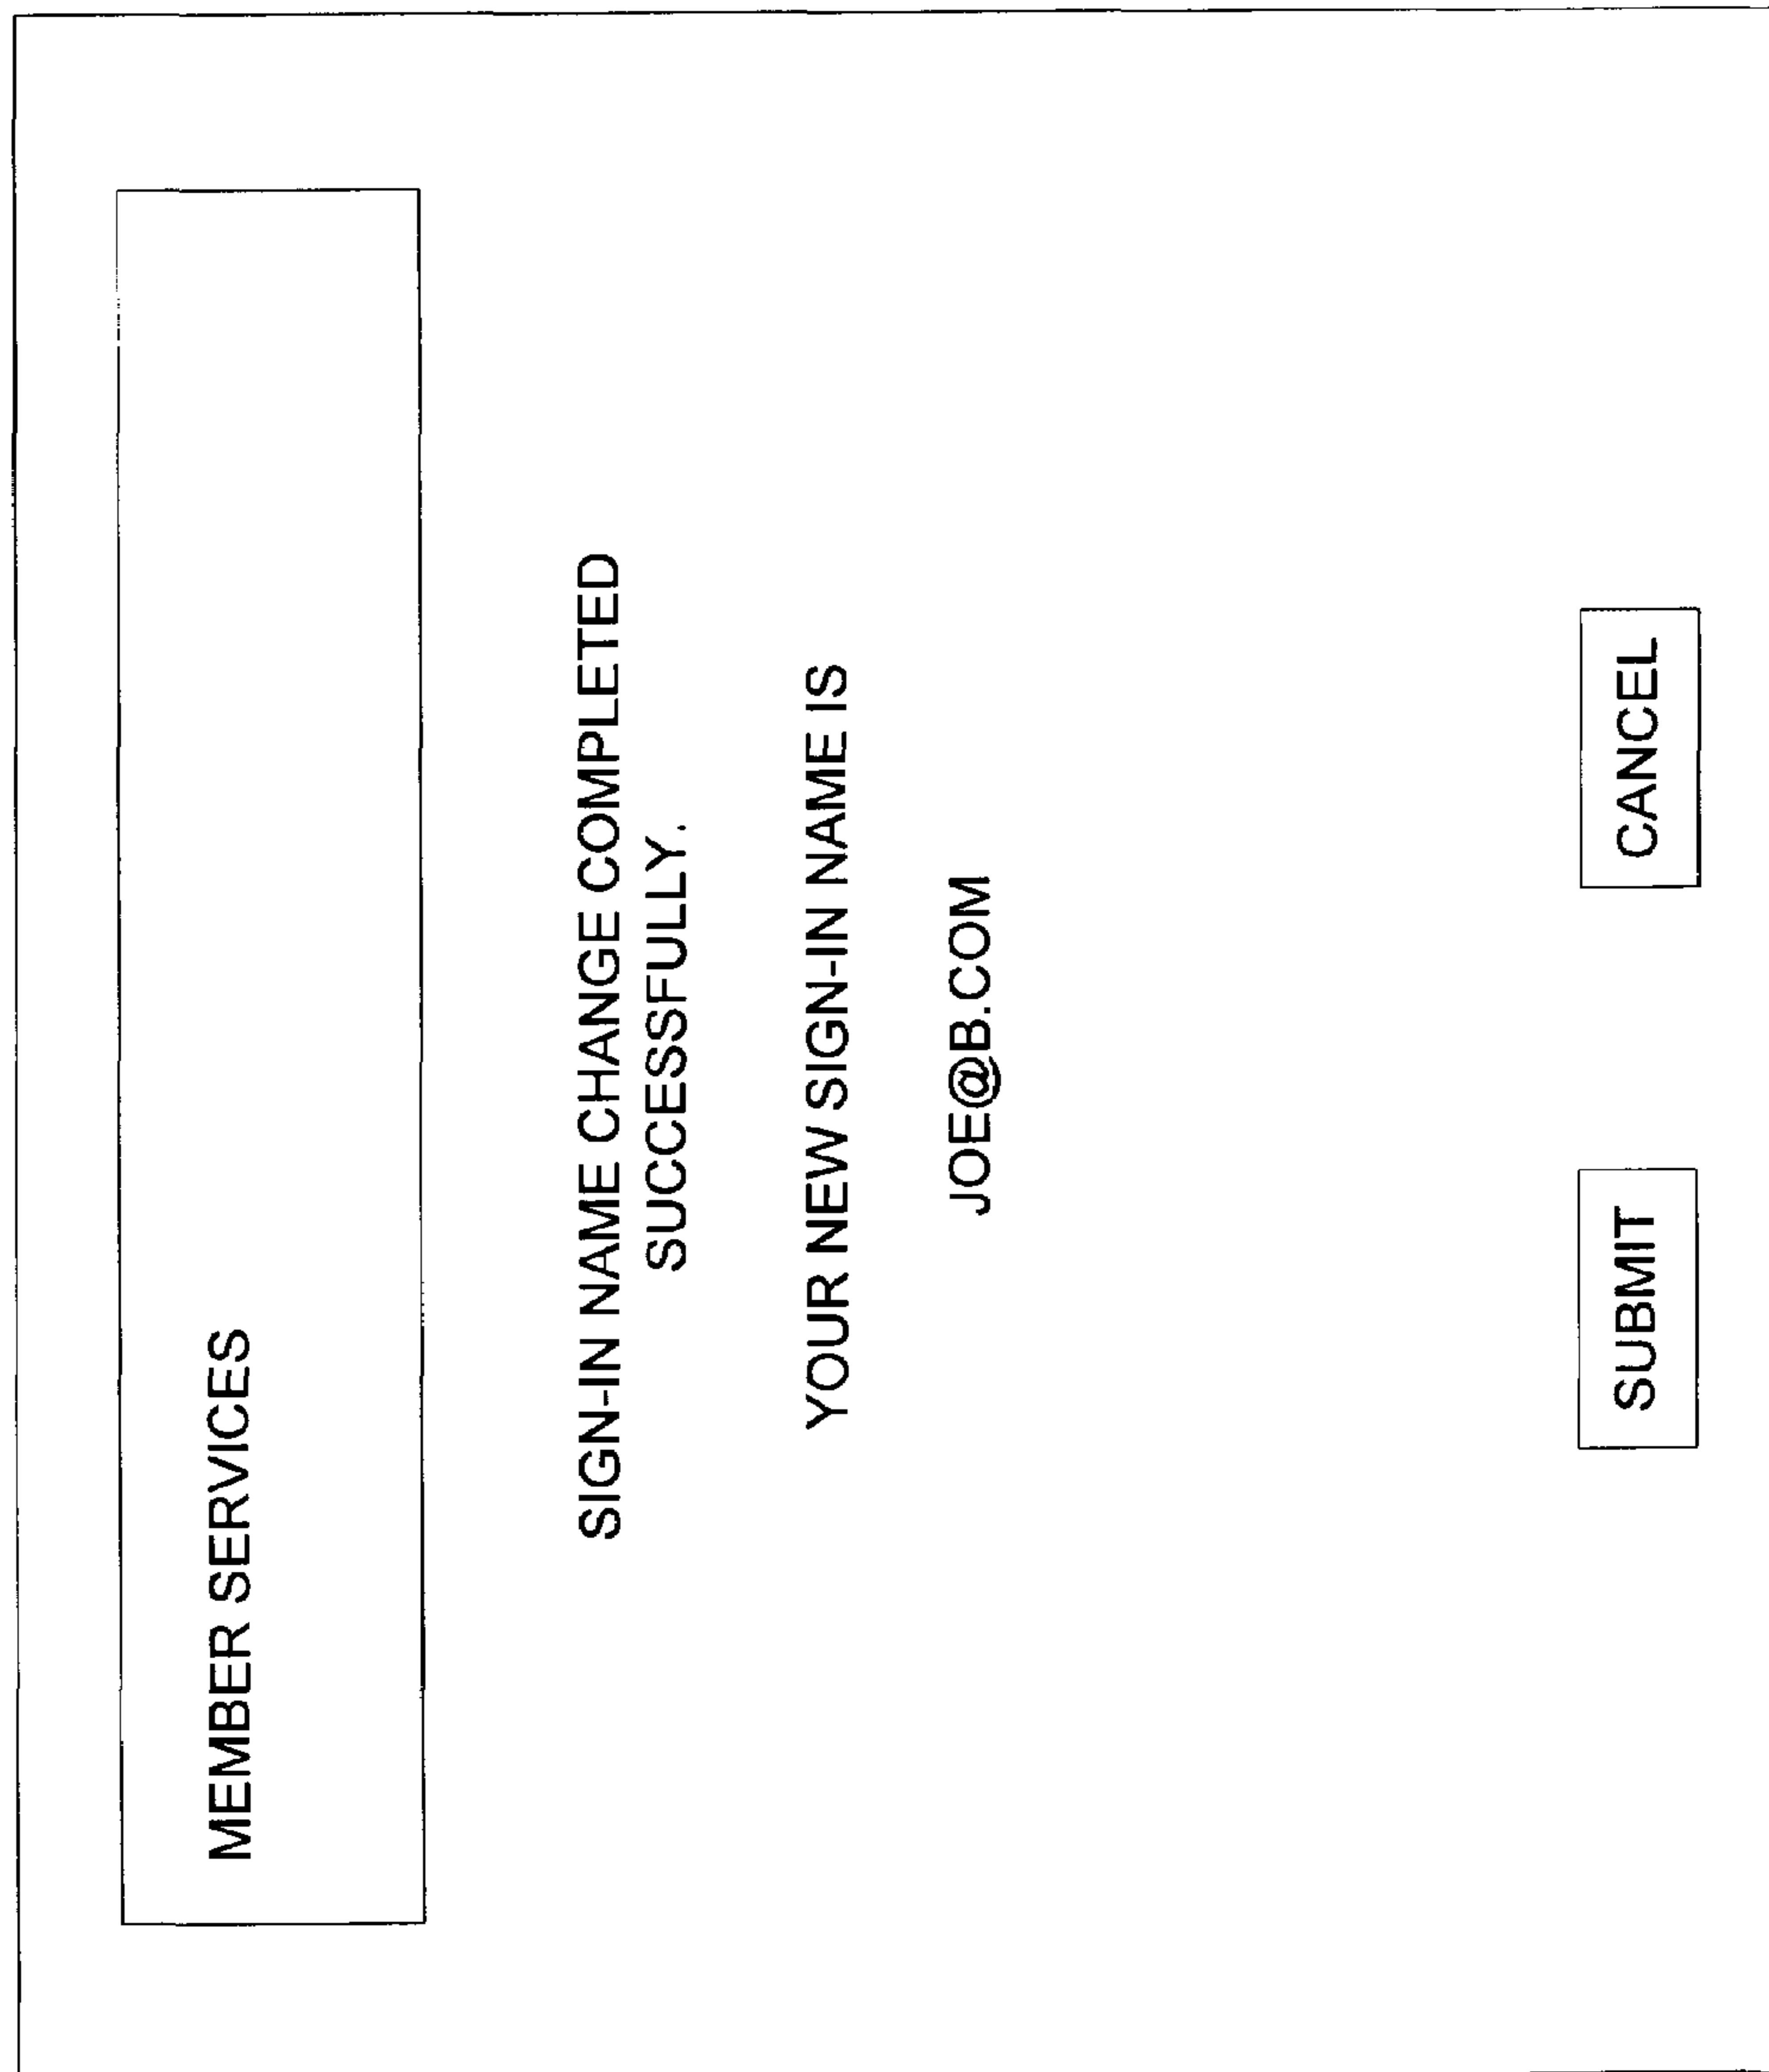 MEMBER SERVICES
SIGN-IN NAME CHANGE COMPLETED
SUCCESSFULLY.
YOUR NEW SIGN-IN NAME IS
JOE@B.COM
SUBMIT
CANCEL